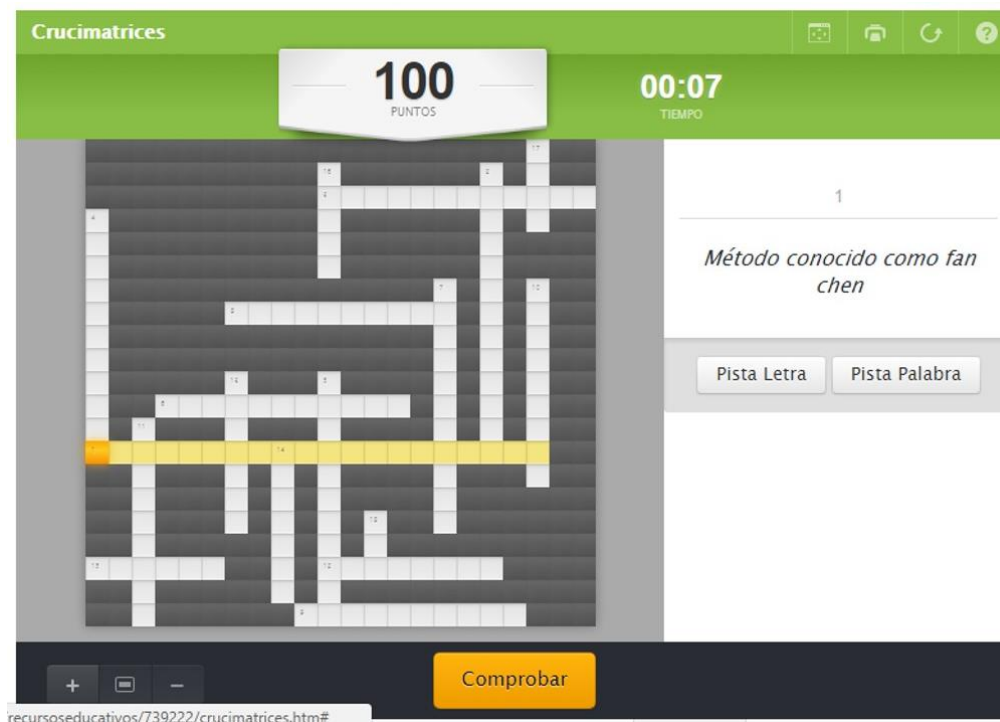 Crucimatrices
100
PUNTOS
00:07
TIEMPO
1
Método conocido como fan
chen
Pista Letra
Pista Palabra
Comprobar
recursoseducativos/739222/crucimatrices.htm#